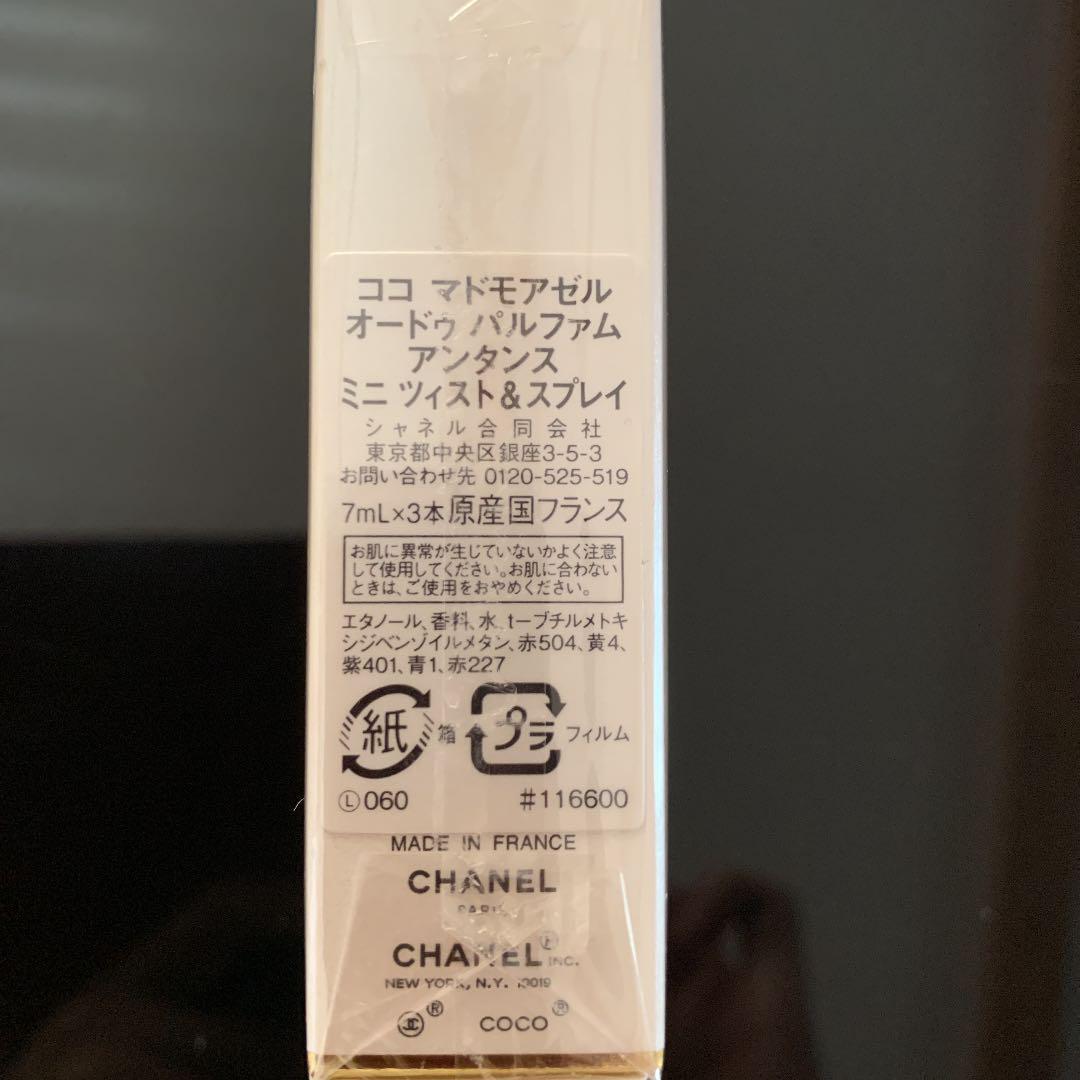 ココ マドモアゼル
オードゥ パルファム
アンタンス
ミニ ツィスト&スプレイ
シャネル合同会社
東京都中央区銀座3-5-3
お問い合わせ先 0120-525-519
7mL×3本原産国フランス
お肌に異常が生じていないかよく注意
して使用してください。お肌に合わない
ときは、ご使用をおやめください。
エタノール、香料、水、t-ブチルメトキ
シジベンゾイルメタン、赤504、黄4、
紫401、青1、赤227
紙 箱 プラ フィルム
Ⓛ060 #116600
MADE IN FRANCE
CHANEL
PARIS
CHANEL INC.
NEW YORK, N.Y. 10019
® COCO®